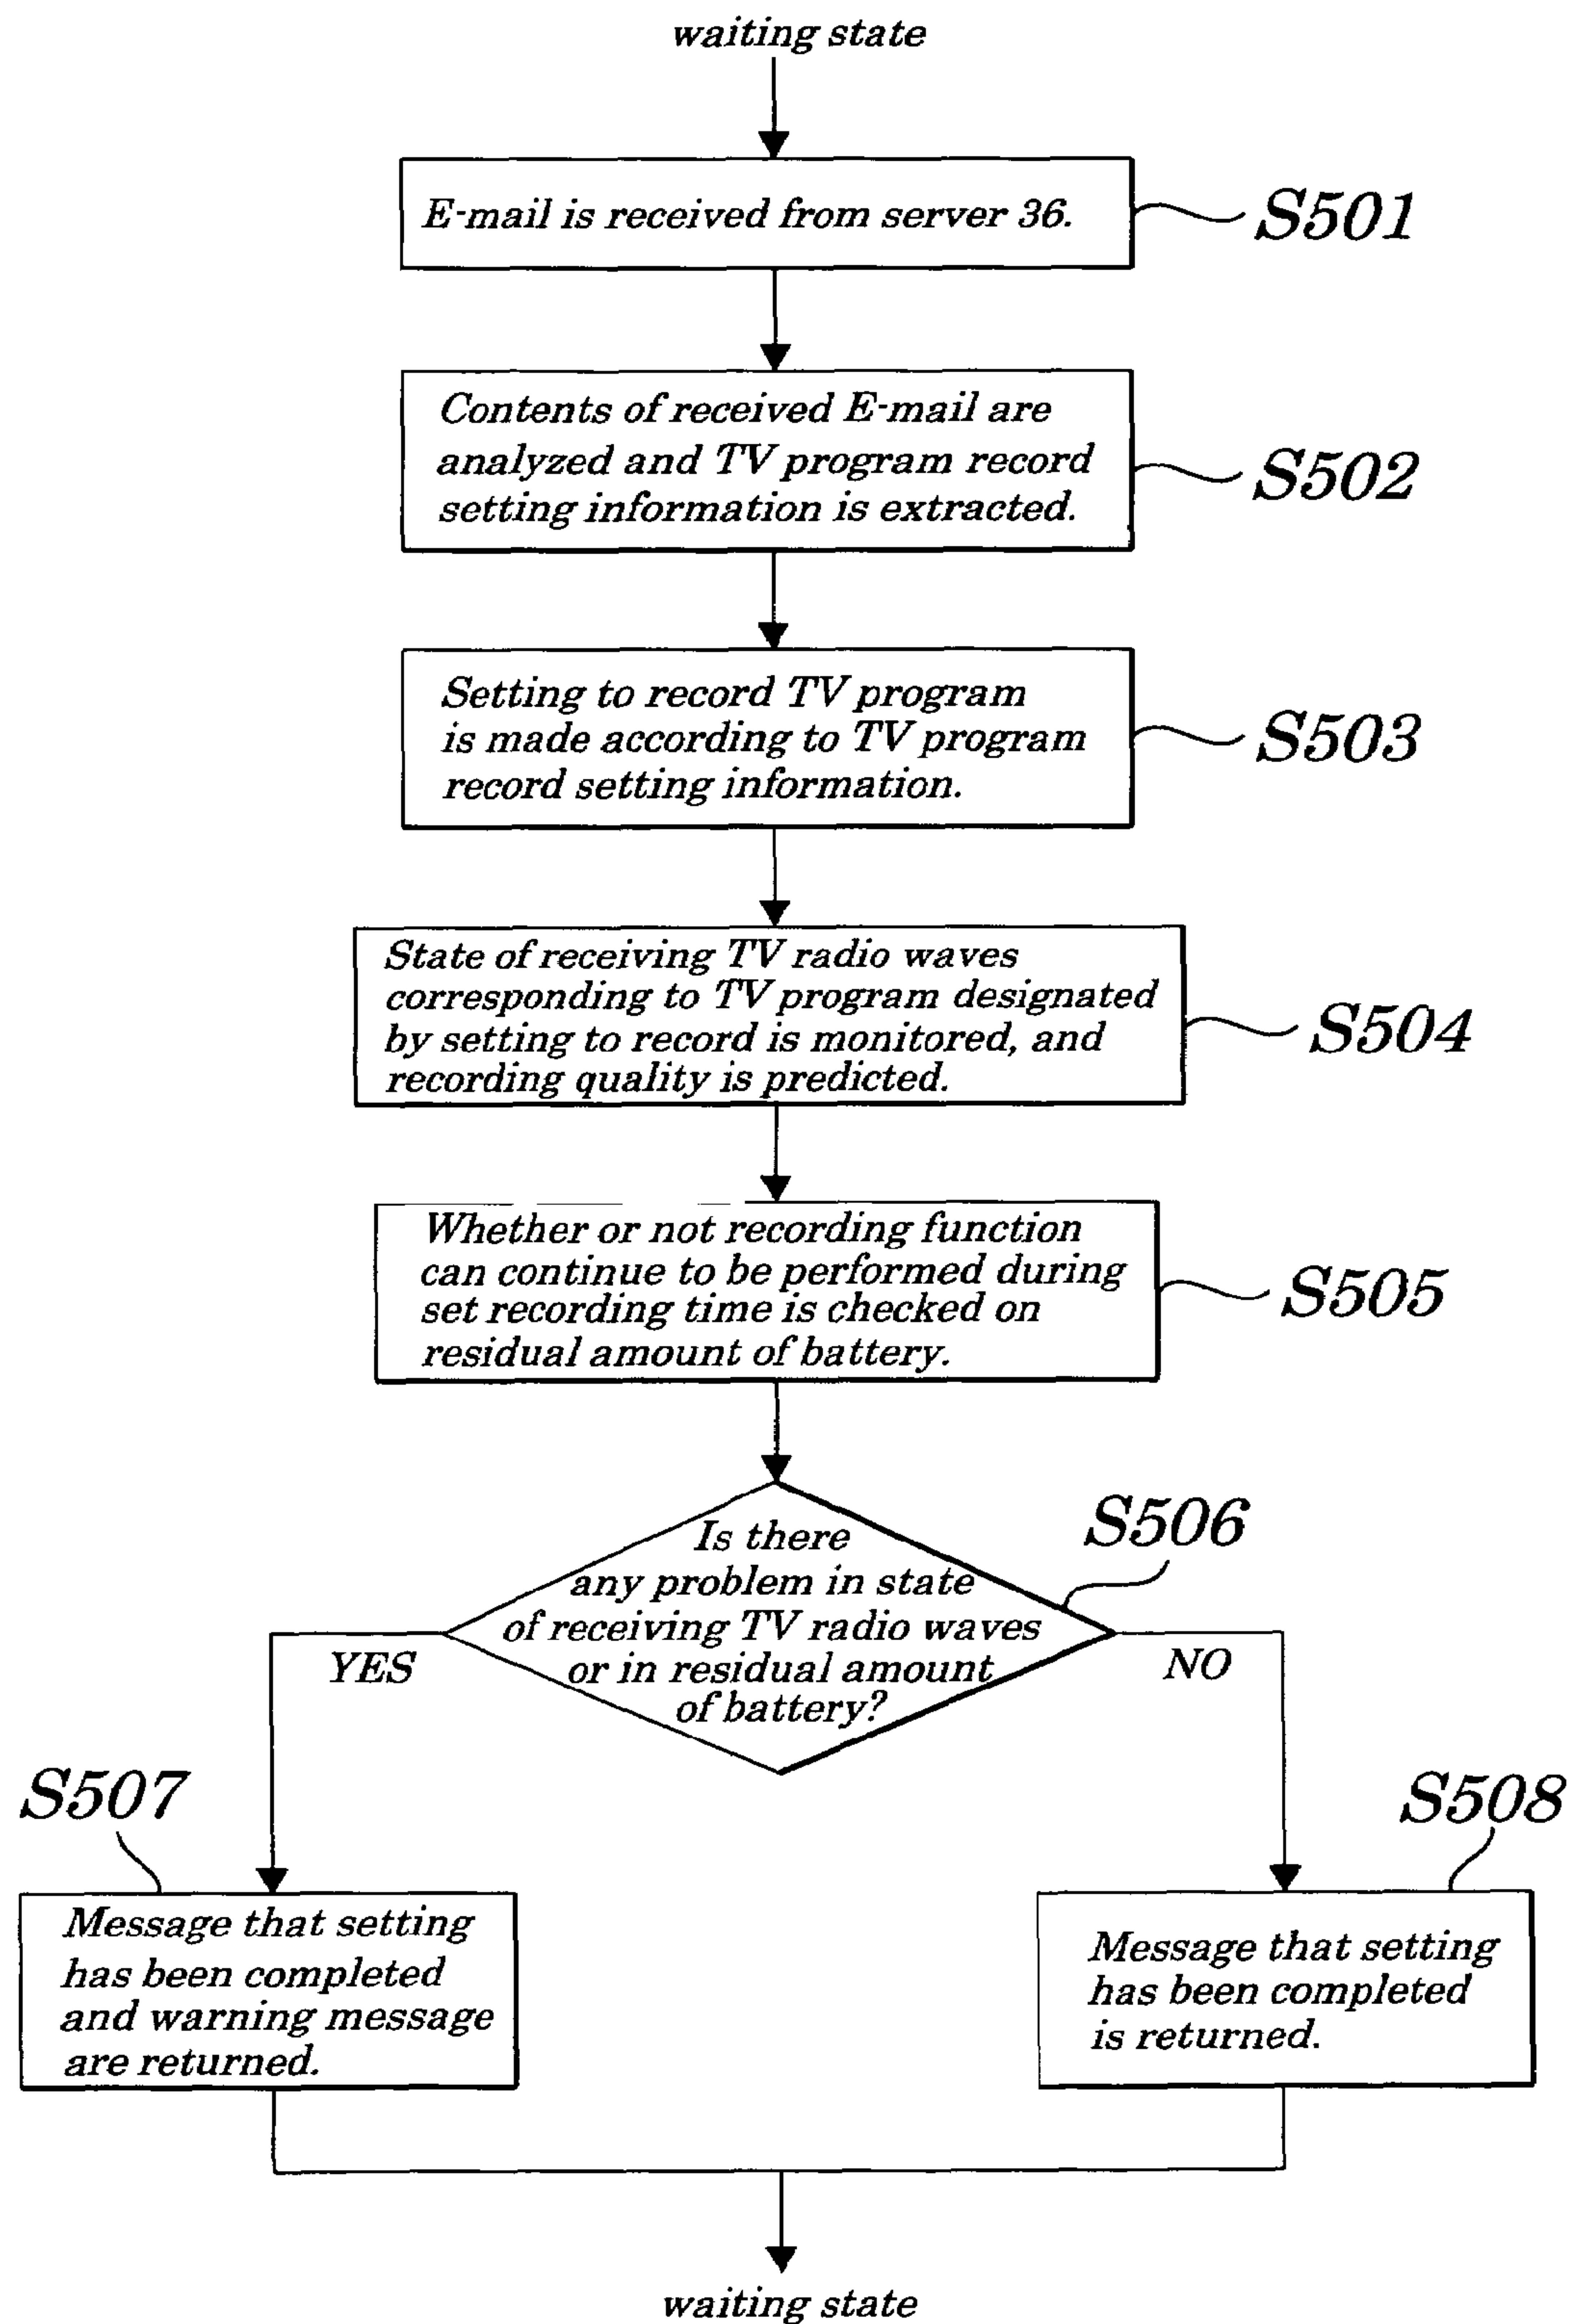 waiting state
E-mail is received from server 36.
S501
Contents of received E-mail are
analyzed and TV program record
setting information is extracted.
S502
Setting to record TV program
is made according to TV program
record setting information.
S503
State of receiving TV radio waves
corresponding to TV program designated
by setting to record is monitored, and
recording quality is predicted.
S504
Whether or not recording function
can continue to be performed during
set recording time is checked on
residual amount of battery.
S505
Is there
any problem in state
of receiving TV radio waves
or in residual amount
of battery?
S506
YES
NO
S507
Message that setting
has been completed
and warning message
are returned.
S508
Message that setting
has been completed
is returned.
waiting state